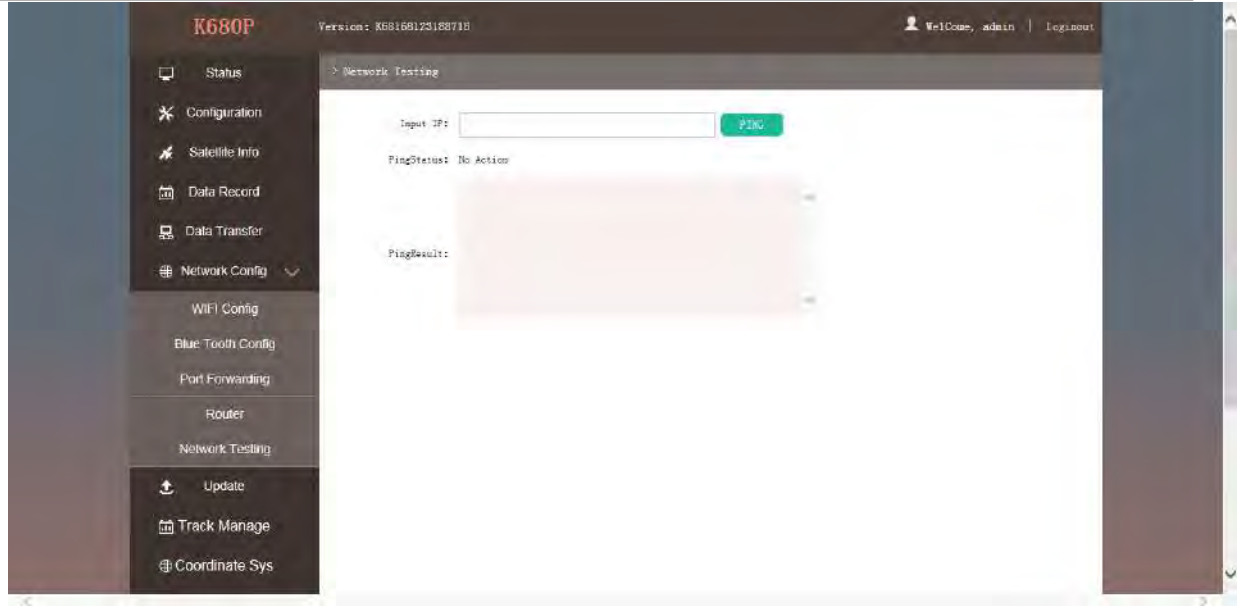 K680P
Version: K68168123188718
WelCome, admin | Loginout
Status
> Network Testing
Configuration
Input IP:
PING
Satellite Info
PingStatus: No Action
Data Record
Data Transfer
PingResult:
Network Config
WIFI Config
Blue Tooth Config
Port Forwarding
Router
Network Testing
Update
Track Manage
Coordinate Sys